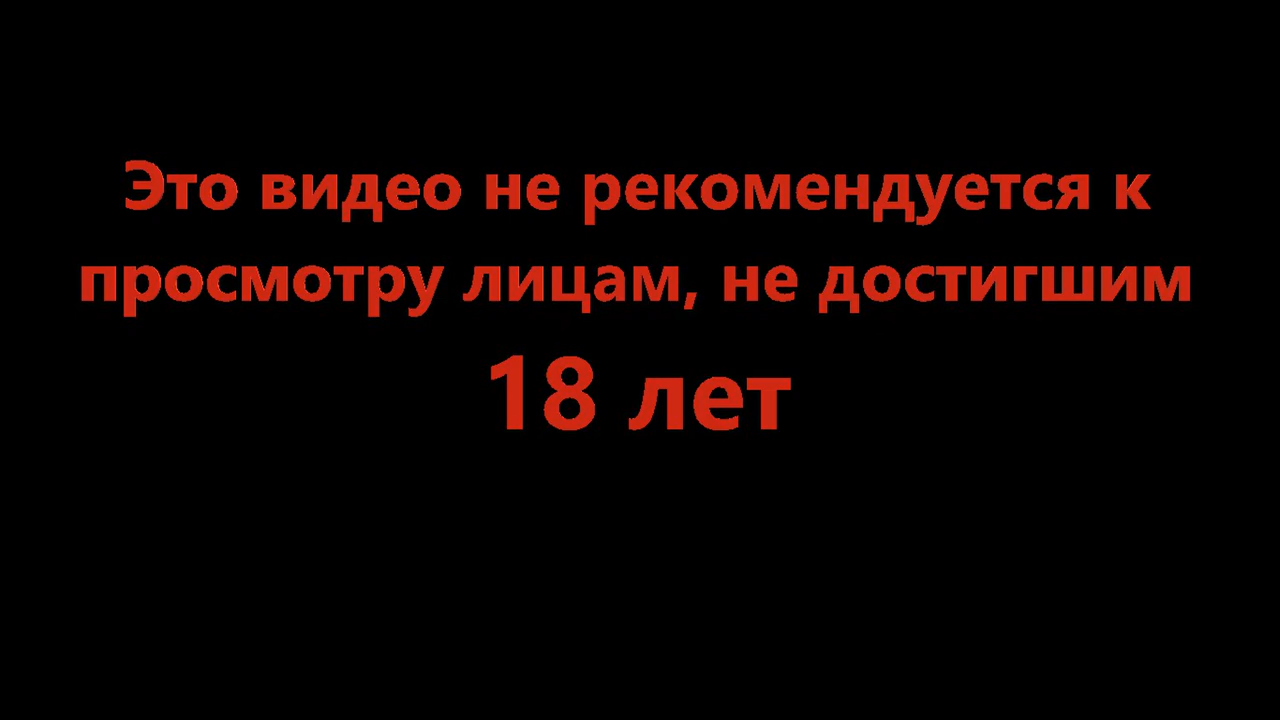 Это видео не рекомендуется к
просмотру лицам, не достигшим
18 лет